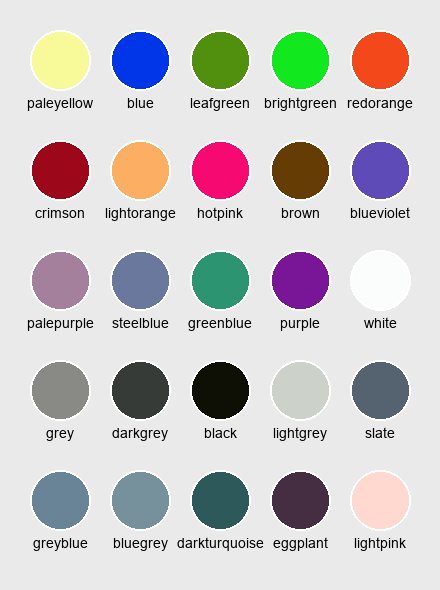 paleyellow blue leafgreen brightgreen redorange
crimson lightorange hotpink brown blueviolet
palepurple steelblue greenblue purple white
grey darkgrey black lightgrey slate
greyblue bluegrey darkturquoise eggplant lightpink